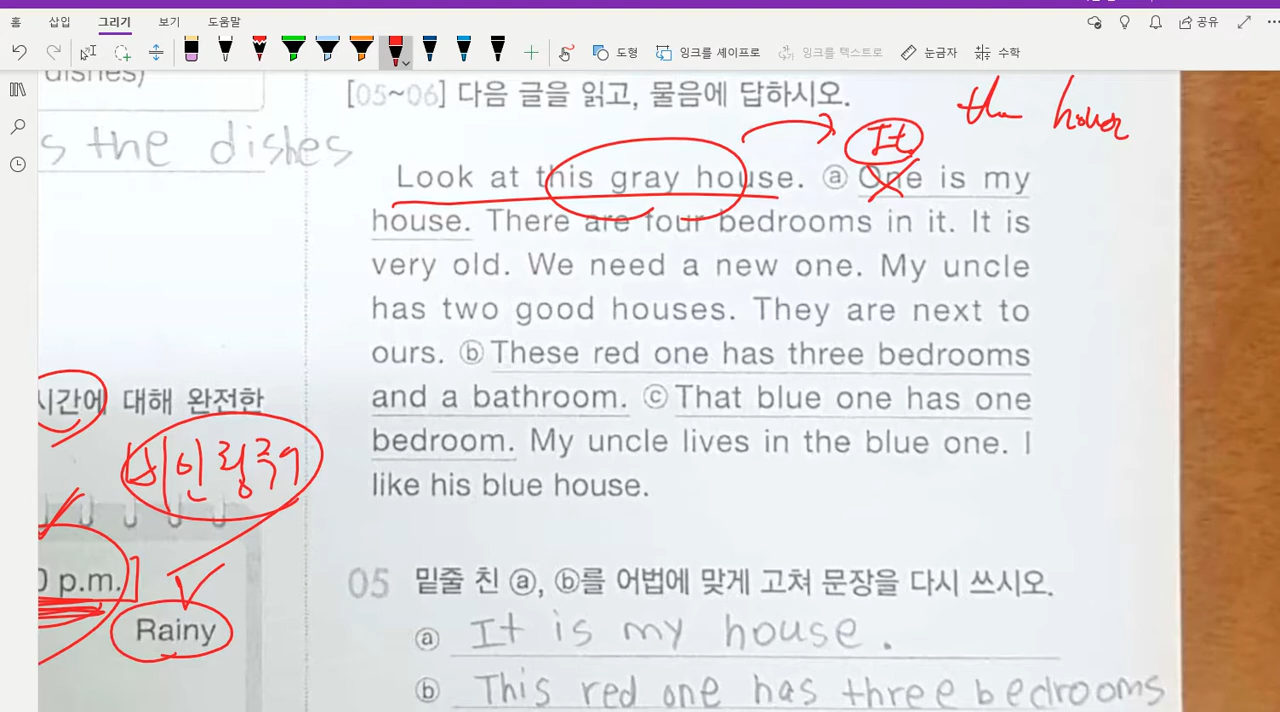 홈 삽입 그리기 보기 도움말 공유
도형 잉크를 셰이프로 잉크를 텍스트로 눈금자 수학
dishes)
s the dishes
[05~06] 다음 글을 읽고, 물음에 답하시오.
the
It
Look at this gray house. ⓐ One is my
house. There are four bedrooms in it. It is
very old. We need a new one. My uncle
has two good houses. They are next to
ours. ⓑ These red one has three bedrooms
and a bathroom. ⓒ That blue one has one
bedroom. My uncle lives in the blue one. I
like his blue house.
시간에 대해 완전한
비인칭주어
0 p.m.
Rainy
05 밑줄 친 ⓐ, ⓑ를 어법에 맞게 고쳐 문장을 다시 쓰시오.
ⓐ It is my house.
ⓑ This red one has three bedrooms